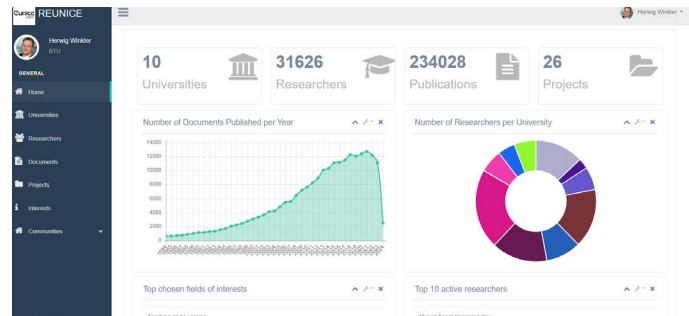 eunice REUNICE
Herwig Winkler
Herwig Winkler
BTU
GENERAL
Home
Universities
Researchers
Documents
Projects
Interests
Communities
10
Universities
31626
Researchers
234028
Publications
26
Projects
Number of Documents Published per Year
14000
12000
10000
8000
6000
4000
2000
0
2024
Number of Researchers per University
Top chosen fields of interests
Top 10 active researchers